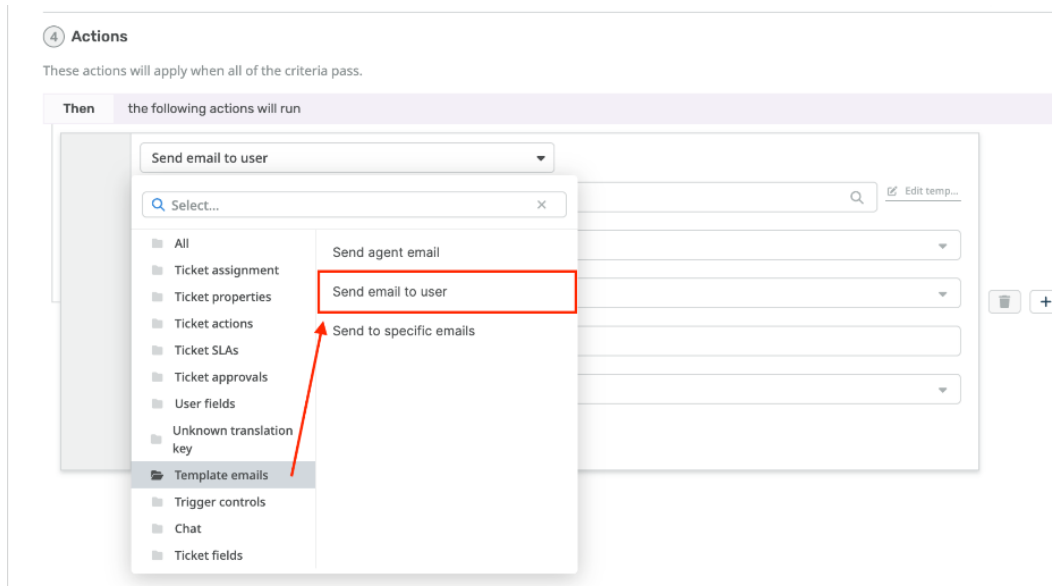 4 Actions
These actions will apply when all of the criteria pass.
Then the following actions will run
Send email to user
Edit temp...
Select...
All
Ticket assignment
Ticket properties
Ticket actions
Ticket SLAs
Ticket approvals
User fields
Unknown translation
key
Template emails
Trigger controls
Chat
Ticket fields
Send agent email
Send email to user
Send to specific emails